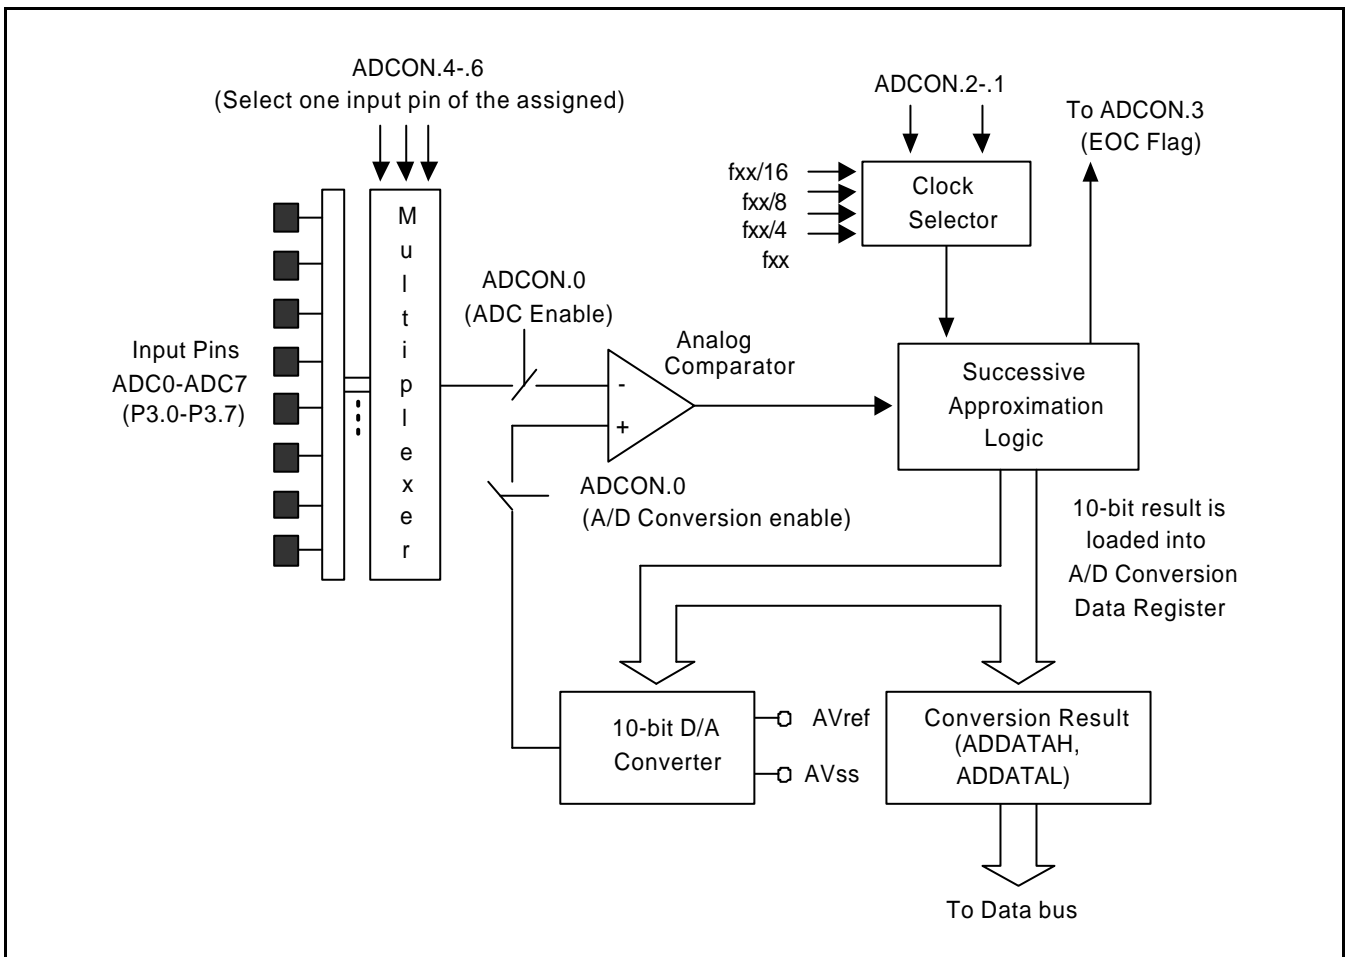 ADCON.4-.6
(Select one input pin of the assigned)
ADCON.2-.1
To ADCON.3
(EOC Flag)
fxx/16
fxx/8
fxx/4
fxx
Clock
Selector
Multiplexer
Input Pins
ADC0-ADC7
(P3.0-P3.7)
ADCON.0
(ADC Enable)
Analog
Comparator
-
+
Successive
Approximation
Logic
ADCON.0
(A/D Conversion enable)
10-bit result is
loaded into
A/D Conversion
Data Register
10-bit D/A
Converter
AVref
AVss
Conversion Result
(ADDATAH,
ADDATAL)
To Data bus